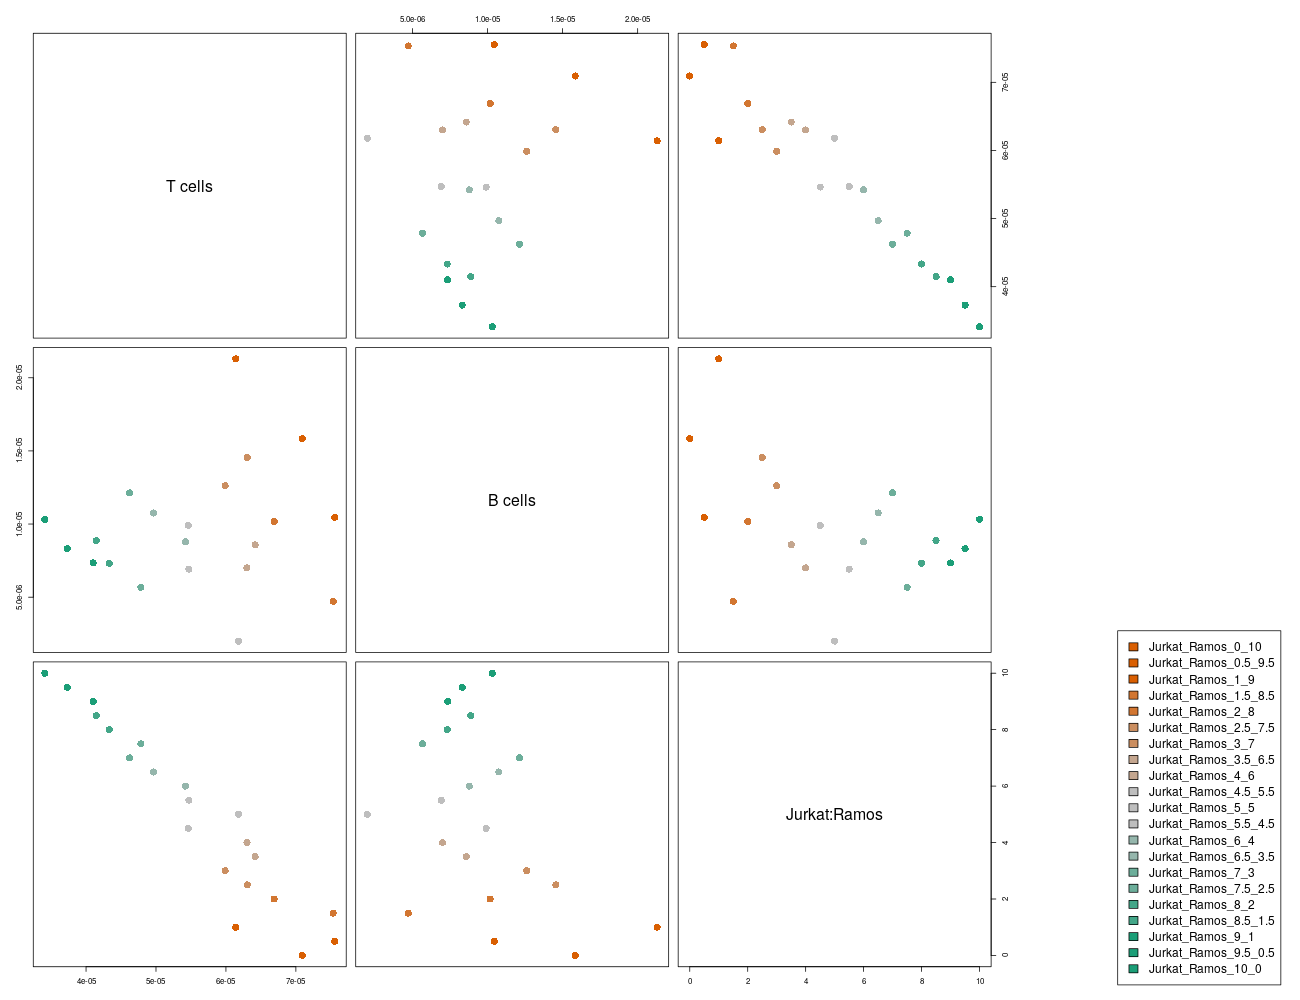 5.0e-06 1.0e-05 1.5e-05 2.0e-05
T cells
4e-05 5e-05 6e-05 7e-05
5.0e-06 1.0e-05 1.5e-05 2.0e-05
B cells
Jurkat:Ramos
0 2 4 6 8 10
4e-05 5e-05 6e-05 7e-05
0 2 4 6 8 10
Jurkat_Ramos_0_10
Jurkat_Ramos_0.5_9.5
Jurkat_Ramos_1_9
Jurkat_Ramos_1.5_8.5
Jurkat_Ramos_2_8
Jurkat_Ramos_2.5_7.5
Jurkat_Ramos_3_7
Jurkat_Ramos_3.5_6.5
Jurkat_Ramos_4_6
Jurkat_Ramos_4.5_5.5
Jurkat_Ramos_5_5
Jurkat_Ramos_5.5_4.5
Jurkat_Ramos_6_4
Jurkat_Ramos_6.5_3.5
Jurkat_Ramos_7_3
Jurkat_Ramos_7.5_2.5
Jurkat_Ramos_8_2
Jurkat_Ramos_8.5_1.5
Jurkat_Ramos_9_1
Jurkat_Ramos_9.5_0.5
Jurkat_Ramos_10_0